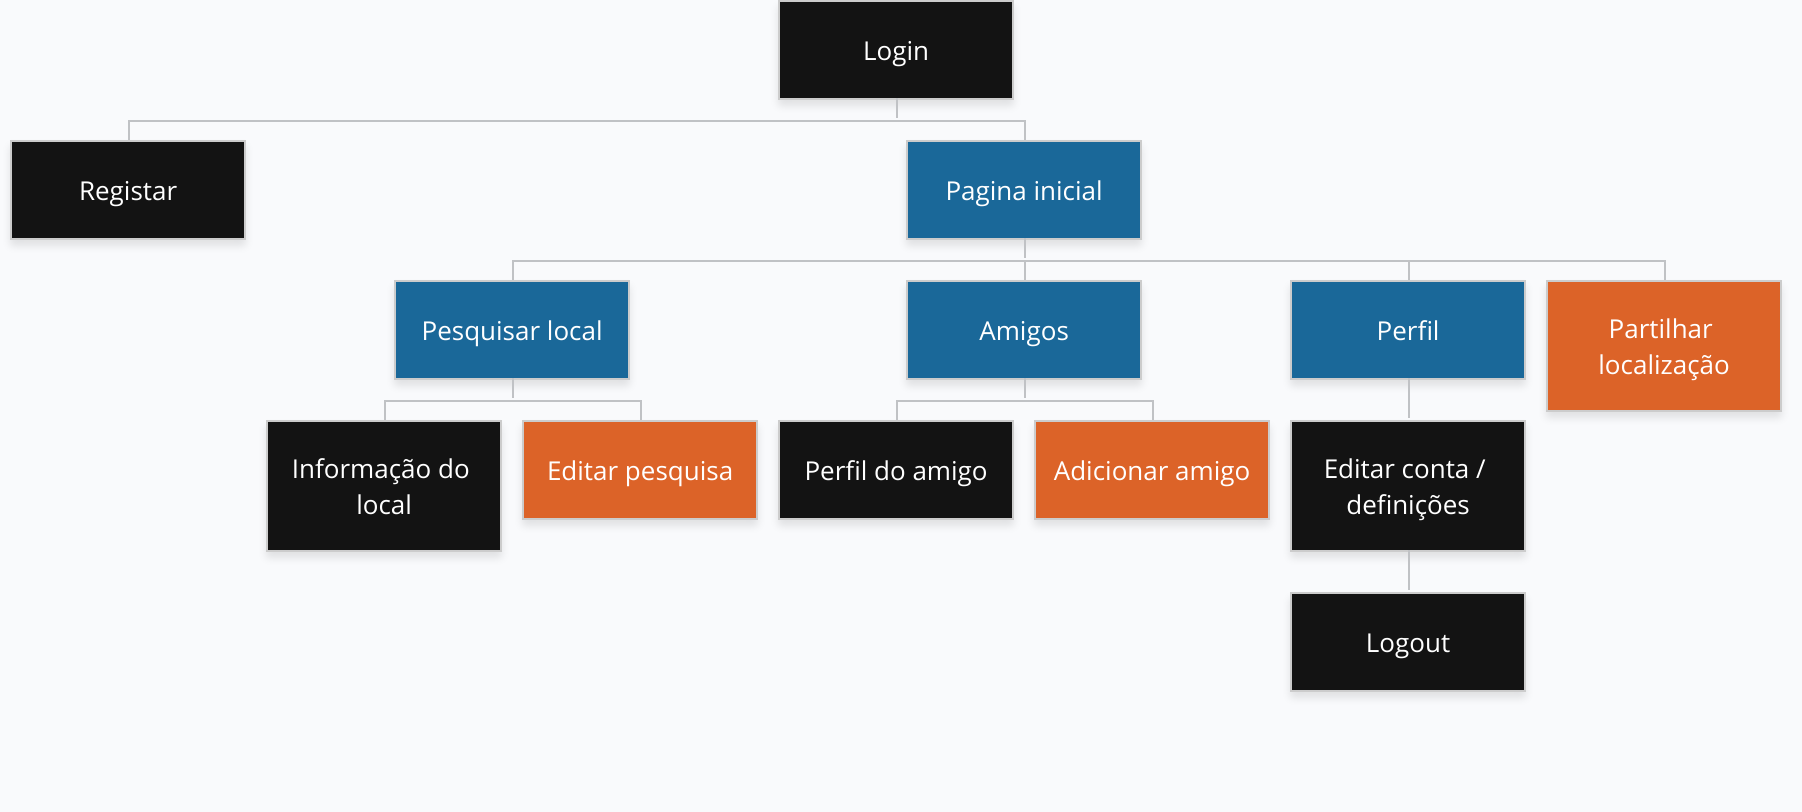 Login
Registar
Pagina inicial
Pesquisar local
Amigos
Perfil
Partilhar
localização
Informação do
local
Editar pesquisa
Perfil do amigo
Adicionar amigo
Editar conta /
definições
Logout